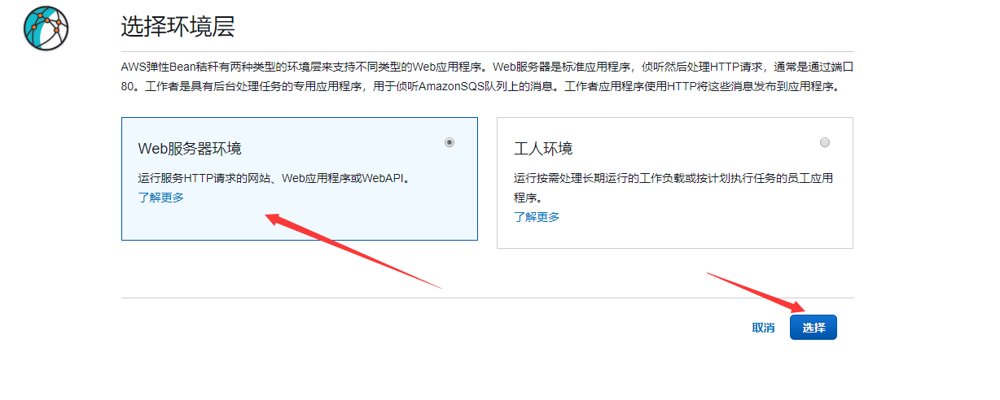 选择环境层
AWS弹性Bean秸秆有两种类型的环境层来支持不同类型的Web应用程序。Web服务器是标准应用程序，侦听然后处理HTTP请求，通常是通过端口
80。工作者是具有后台处理任务的专用应用程序，用于侦听AmazonSQS队列上的消息。工作者应用程序使用HTTP将这些消息发布到应用程序。
Web服务器环境
运行服务HTTP请求的网站、Web应用程序或WebAPI。
了解更多
工人环境
运行按需处理长期运行的工作负载或按计划执行任务的员工应用
程序。
了解更多
取消
选择